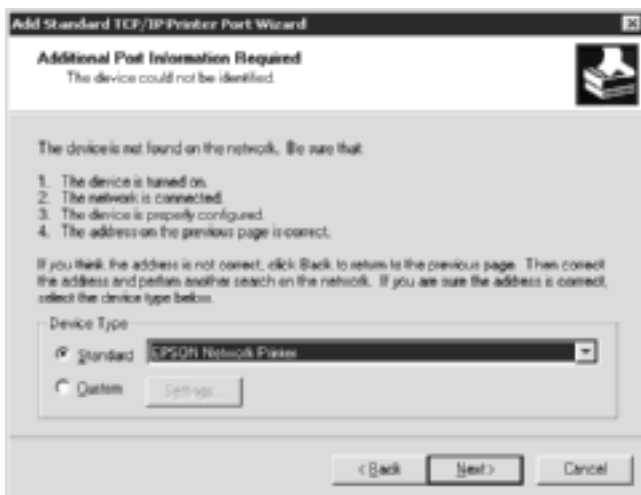 Add Standard TCP/IP Printer Port Wizard
Additional Port Information Required
The device could not be identified.
The device is not found on the network. Be sure that:
1. The device is turned on.
2. The network is connected.
3. The device is properly configured.
4. The address on the previous page is correct.
If you think the address is not correct, click Back to return to the previous page. Then correct
the address and perform another search on the network. If you are sure the address is correct,
select the device type below.
Device Type
Standard EPSON Network Printer
Custom Settings...
< Back Next > Cancel